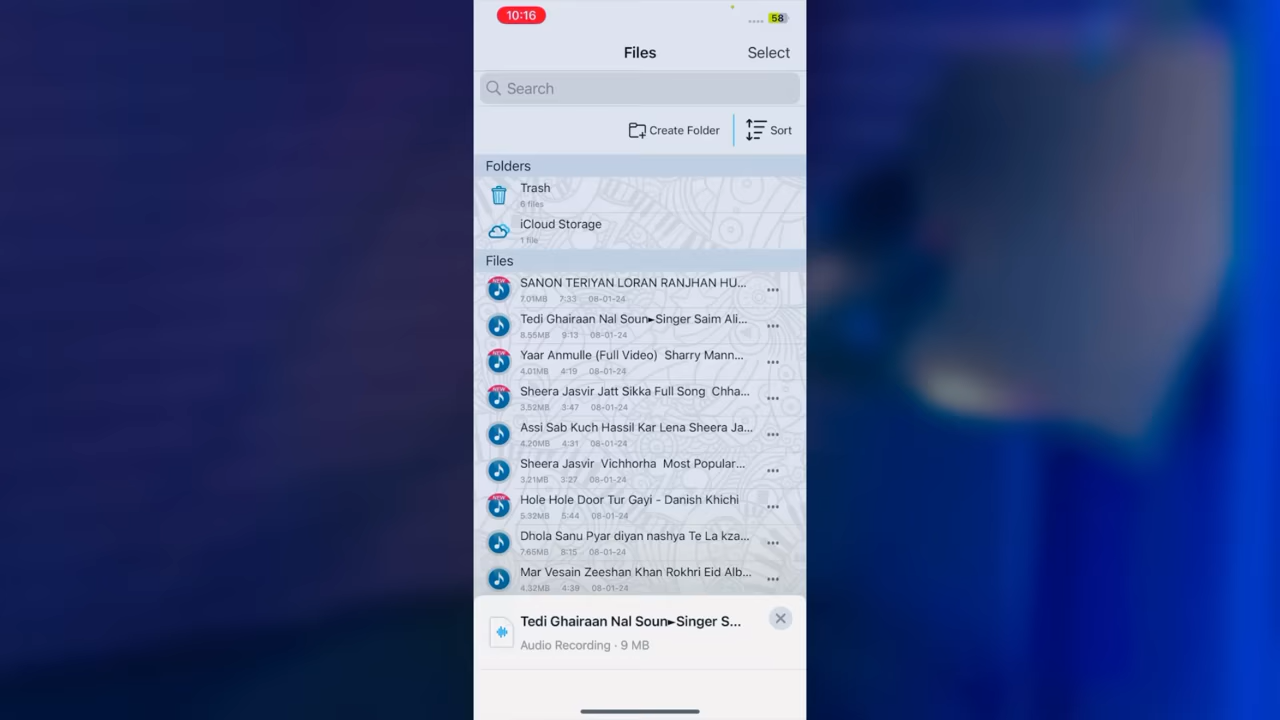 10:16
58
Files
Select
Search
Create Folder
Sort
Folders
Trash
6 files
iCloud Storage
1 file
Files
NEW
SANON TERIYAN LORAN RANJHAN HU...
7.01MB 7:33 08-01-24
Tedi Ghairaan Nal Soun►Singer Saim Ali...
8.55MB 9:13 08-01-24
NEW
Yaar Anmulle (Full Video) Sharry Mann...
4.01MB 4:19 08-01-24
NEW
Sheera Jasvir Jatt Sikka Full Song Chha...
3.52MB 3:47 08-01-24
Assi Sab Kuch Hassil Kar Lena Sheera Ja...
4.20MB 4:31 08-01-24
Sheera Jasvir Vichhorha Most Popular...
3.21MB 3:27 08-01-24
NEW
Hole Hole Door Tur Gayi - Danish Khichi
5.32MB 5:44 08-01-24
Dhola Sanu Pyar diyan nashya Te La kza...
7.65MB 8:15 08-01-24
Mar Vesain Zeeshan Khan Rokhri Eid Alb...
4.32MB 4:39 08-01-24
Tedi Ghairaan Nal Soun►Singer S...
Audio Recording · 9 MB